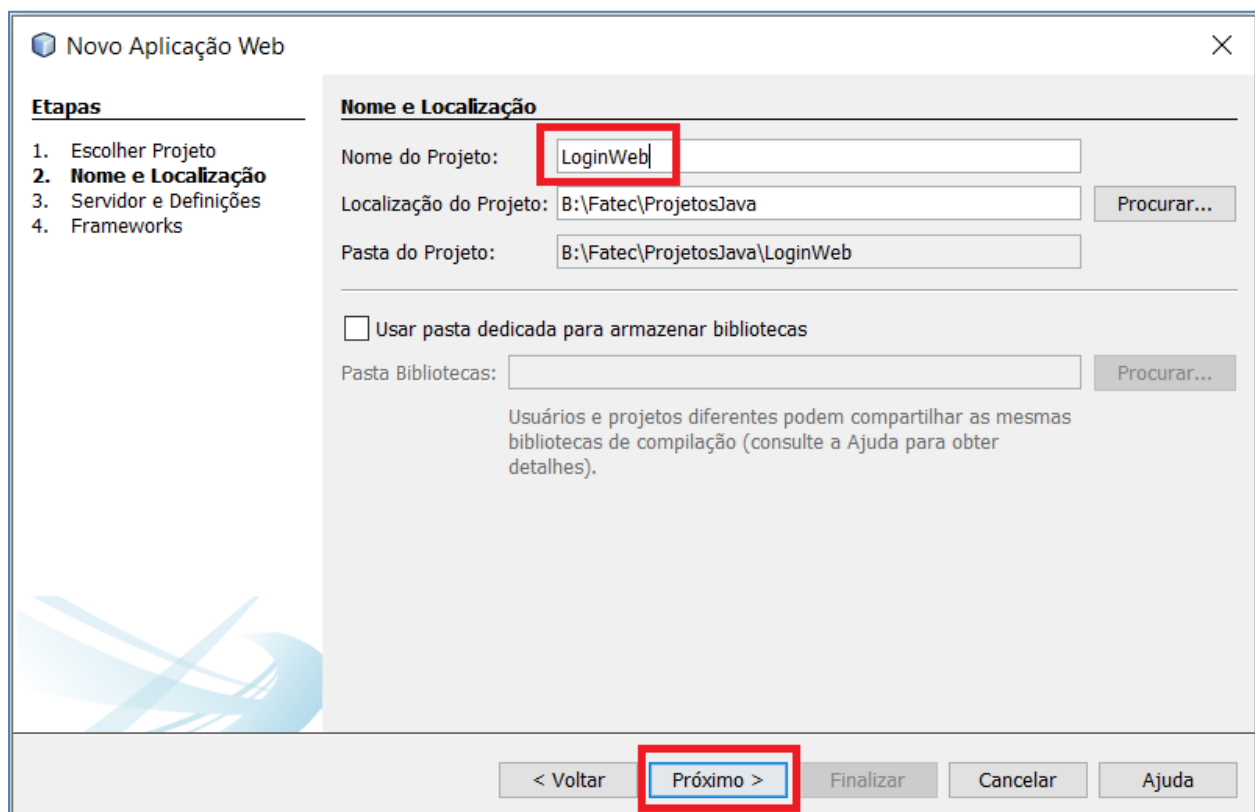 Novo Aplicação Web
Etapas
1. Escolher Projeto
2. Nome e Localização
3. Servidor e Definições
4. Frameworks
Nome e Localização
Nome do Projeto: LoginWeb
Localização do Projeto: B:\Fatec\ProjetosJava Procurar...
Pasta do Projeto: B:\Fatec\ProjetosJava\LoginWeb
Usar pasta dedicada para armazenar bibliotecas
Pasta Bibliotecas: Procurar...
Usuários e projetos diferentes podem compartilhar as mesmas
bibliotecas de compilação (consulte a Ajuda para obter
detalhes).
< Voltar Próximo > Finalizar Cancelar Ajuda